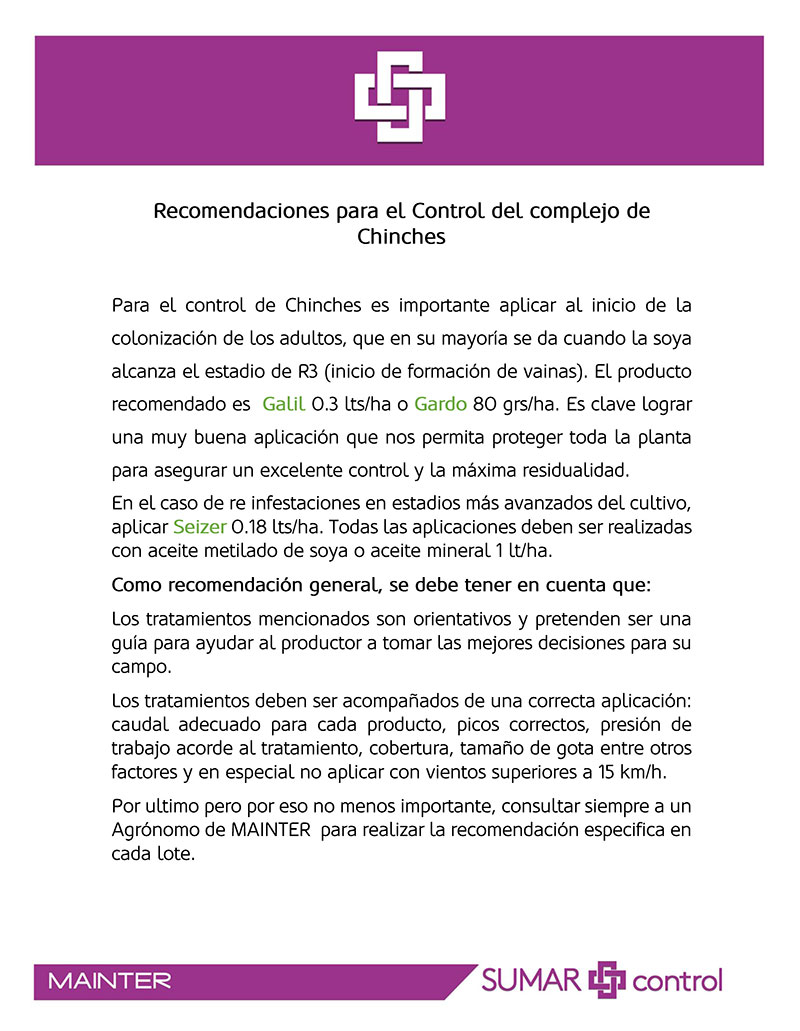 Recomendaciones para el Control del complejo de
Chinches
Para el control de Chinches es importante aplicar al inicio de la
colonización de los adultos, que en su mayoría se da cuando la soya
alcanza el estadio de R3 (inicio de formación de vainas). El producto
recomendado es Galil 0.3 lts/ha o Gardo 80 grs/ha. Es clave lograr
una muy buena aplicación que nos permita proteger toda la planta
para asegurar un excelente control y la máxima residualidad.
En el caso de re infestaciones en estadios más avanzados del cultivo,
aplicar Seizer 0.18 lts/ha. Todas las aplicaciones deben ser realizadas
con aceite metilado de soya o aceite mineral 1 lt/ha.
Como recomendación general, se debe tener en cuenta que:
Los tratamientos mencionados son orientativos y pretenden ser una
guía para ayudar al productor a tomar las mejores decisiones para su
campo.
Los tratamientos deben ser acompañados de una correcta aplicación:
caudal adecuado para cada producto, picos correctos, presión de
trabajo acorde al tratamiento, cobertura, tamaño de gota entre otros
factores y en especial no aplicar con vientos superiores a 15 km/h.
Por ultimo pero por eso no menos importante, consultar siempre a un
Agrónomo de MAINTER para realizar la recomendación especifica en
cada lote.
MAINTER
SUMAR control